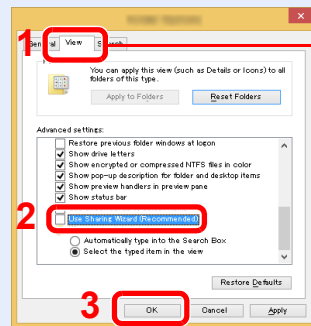 1
General View Search
You can apply this view (such as Details or Icons) to all
folders of this type.
Apply to Folders Reset Folders
Advanced settings:
Restore previous folder windows at logon
Show drive letters
Show encrypted or compressed NTFS files in color
Show pop-up description for folder and desktop items
Show preview handlers in preview pane
Show status bar
2
Use Sharing Wizard (Recommended)
Automatically type into the Search Box
Select the typed item in the view
Restore Defaults
3
OK Cancel Apply